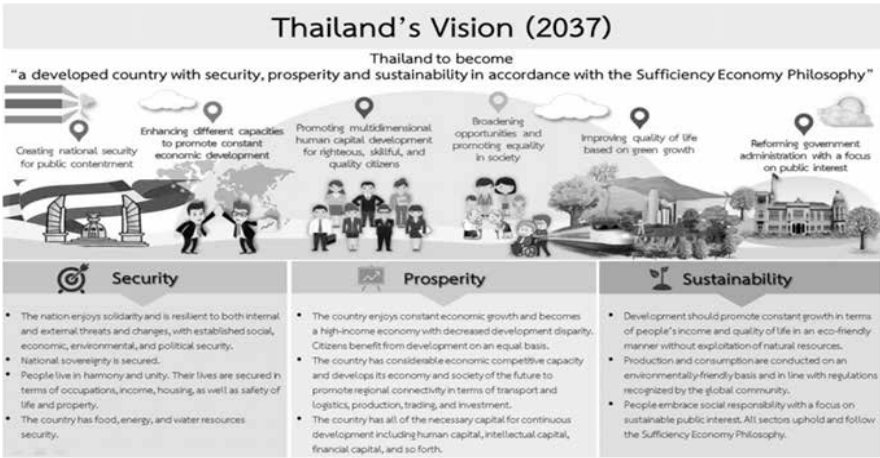 Thailand's Vision (2037)
Thailand to become
"a developed country with security, prosperity and sustainability in accordance with the Sufficiency Economy Philosophy"
Creating national security
for public contentment
Enhancing different capacities
to promote constant
economic development
Promoting multidimensional
human capital development
for righteous, skillful, and
quality citizens
Broadening
opportunities and
promoting equality
in society
Improving quality of life
based on green growth
Reforming government
administration with a focus
on public interest
Security
• The nation enjoys solidarity and is resilient to both internal
and external threats and changes, with established social,
economic, environmental, and political security.
• National sovereignty is secured.
• People live in harmony and unity. Their lives are secured in
terms of occupations, income, housing, as well as safety of
life and property.
• The country has food, energy, and water resources
security.
Prosperity
• The country enjoys constant economic growth and becomes
a high-income economy with decreased development disparity.
Citizens benefit from development on an equal basis.
• The country has considerable economic competitive capacity
and develops its economy and society of the future to
promote regional connectivity in terms of transport and
logistics, production, trading, and investment.
• The country has all of the necessary capital for continuous
development including human capital, intellectual capital,
financial capital, and so forth.
Sustainability
• Development should promote constant growth in terms
of people's income and quality of life in an eco-friendly
manner without exploitation of natural resources.
• Production and consumption are conducted on an
environmentally-friendly basis and in line with regulations
recognized by the global community.
• People embrace social responsibility with a focus on
sustainable public interest. All sectors uphold and follow
the Sufficiency Economy Philosophy.